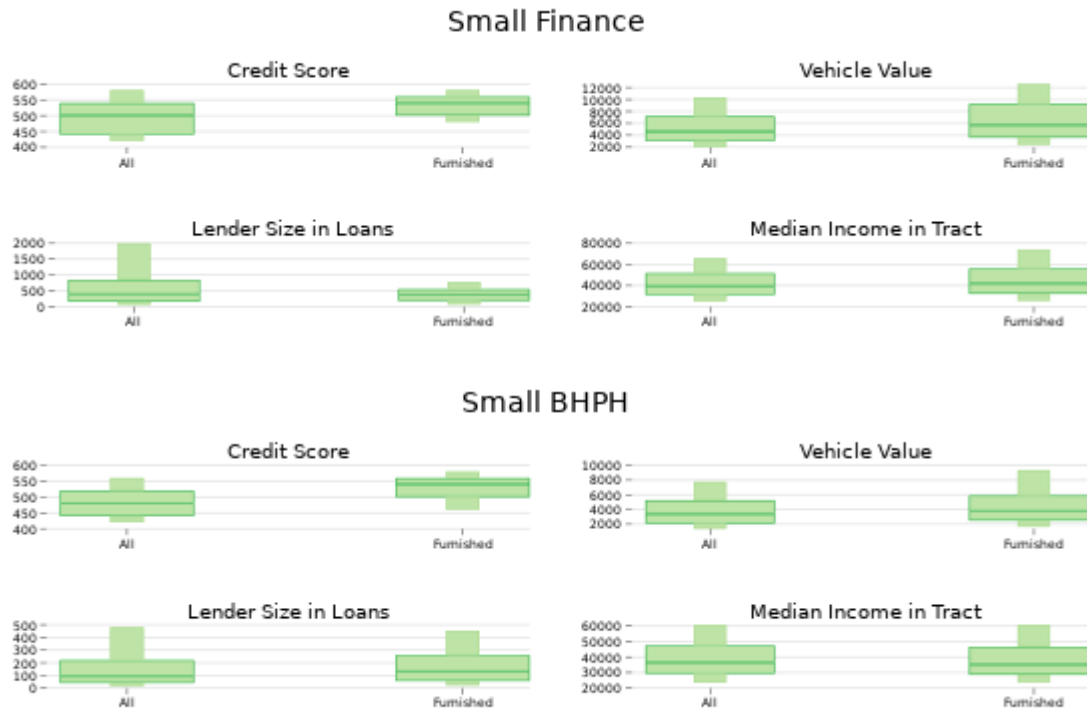 Small Finance
Credit Score
600
550
500
450
400
All
Furnished
Vehicle Value
12000
10000
8000
6000
4000
2000
All
Furnished
Lender Size in Loans
2000
1500
1000
500
0
All
Furnished
Median Income in Tract
80000
60000
40000
20000
All
Furnished
Small BHPH
Credit Score
600
550
500
450
400
All
Furnished
Vehicle Value
10000
8000
6000
4000
2000
All
Furnished
Lender Size in Loans
500
400
300
200
100
0
All
Furnished
Median Income in Tract
60000
50000
40000
30000
20000
All
Furnished